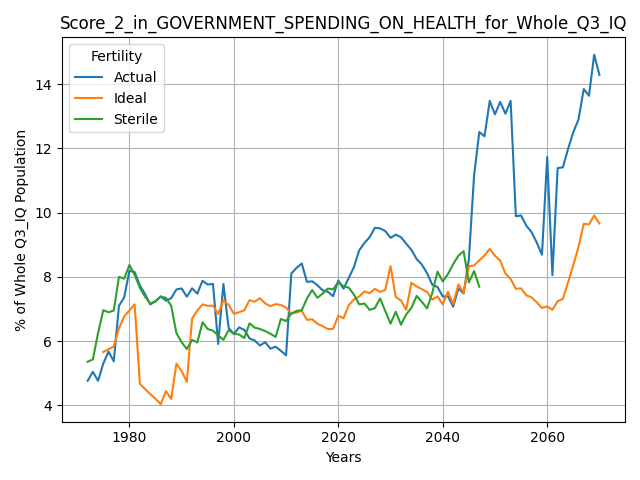 Score_2_in_GOVERNMENT_SPENDING_ON_HEALTH_for_Whole_Q3_IQ
Fertility
Actual
Ideal
Sterile
% of Whole Q3_IQ Population
14
12
10
8
6
4
1980 2000 2020 2040 2060
Years